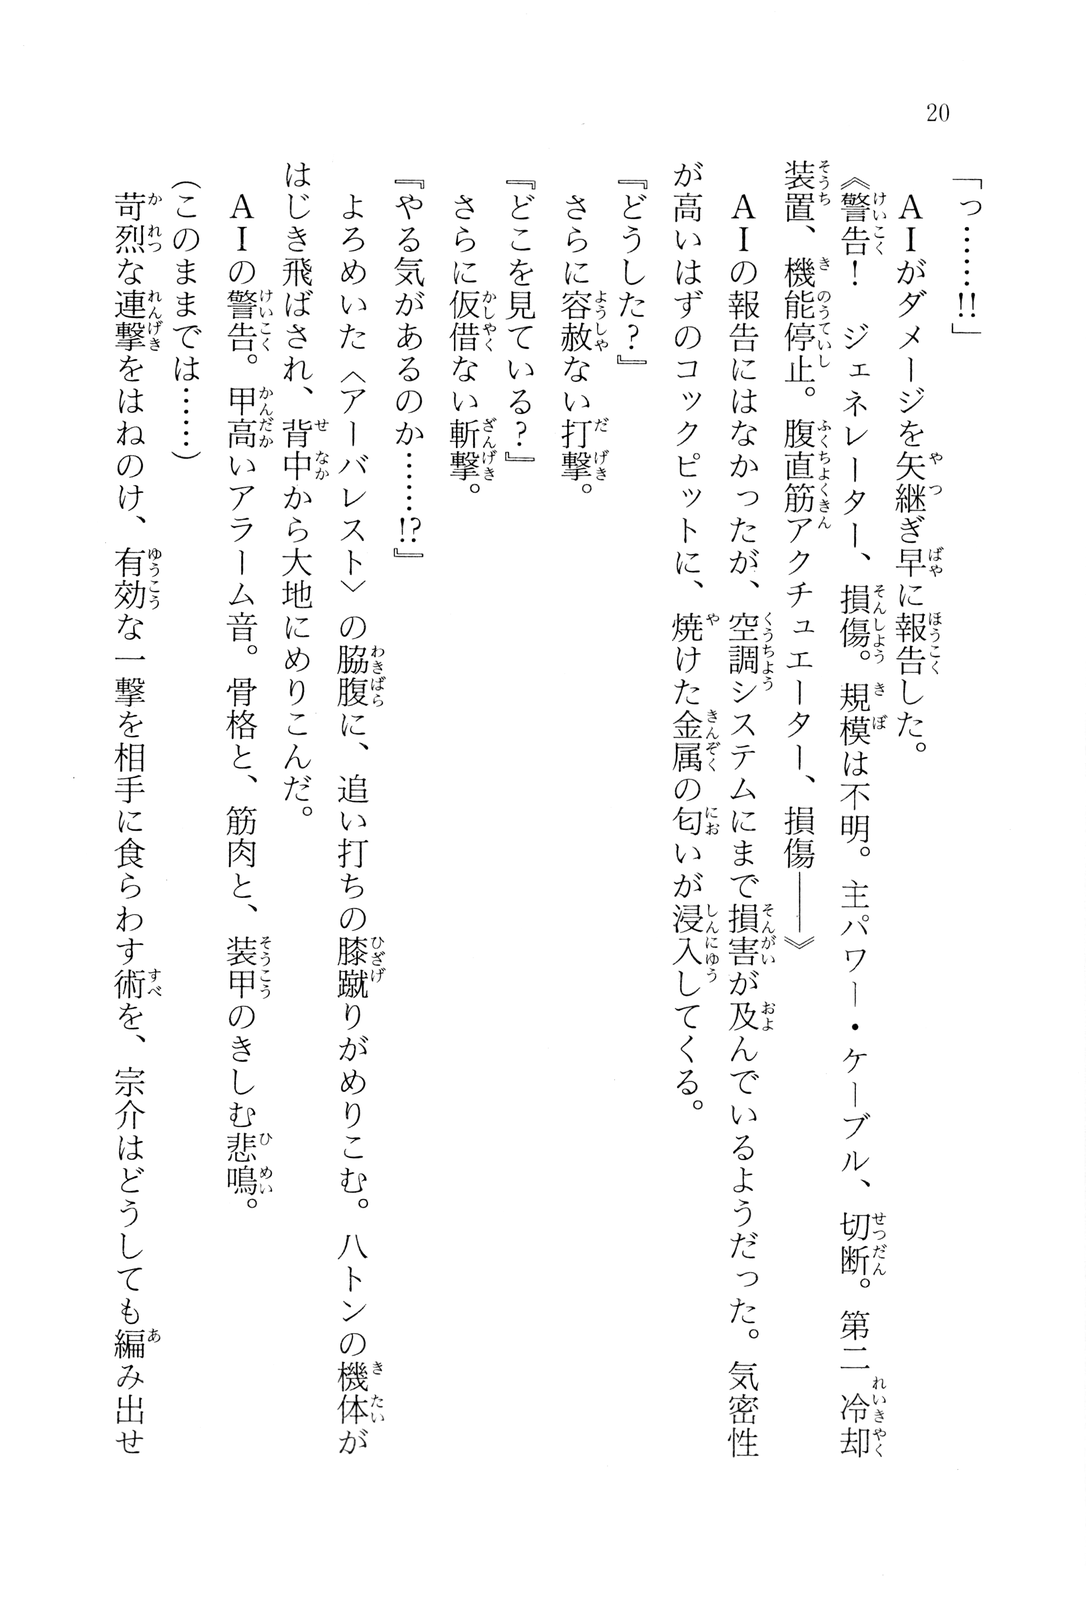 20
「っ……!!」
　ＡＩがダメージを矢継ぎ早に報告した。
《警告！　ジェネレーター、損傷。規模は不明。主パワー・ケーブル、切断。第二冷却
装置、機能停止。腹直筋アクチュエーター、損傷――》
　ＡＩの報告にはなかったが、空調システムにまで損害が及んでいるようだった。気密性
が高いはずのコックピットに、焼けた金属の匂いが浸入してくる。
『どうした？』
　さらに容赦ない打撃。
『どこを見ている？』
　さらに仮借ない斬撃。
『やる気があるのか……!?』
　よろめいた〈アーバレスト〉の脇腹に、追い打ちの膝蹴りがめりこむ。八トンの機体が
はじき飛ばされ、背中から大地にめりこんだ。
　ＡＩの警告。甲高いアラーム音。骨格と、筋肉と、装甲のきしむ悲鳴。
（このままでは……）
　苛烈な連撃をはねのけ、有効な一撃を相手に食らわす術を、宗介はどうしても編み出せ